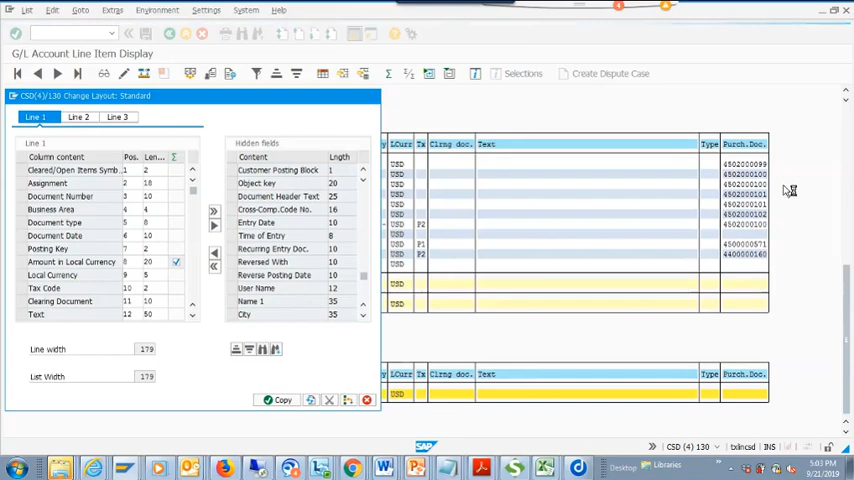 List Edit Goto Extras Environment Settings System Help
G/L Account Line Item Display
Selections Create Dispute Case
CSD(4)/130 Change Layout: Standard
Line 1 Line 2 Line 3
Line 1
Column content Pos. Len... Σ
Cleared/Open Items Symb.. 1 2
Assignment 2 18
Document Number 3 10
Business Area 4 4
Document type 5 2
Document Date 6 10
Posting Key 7 2
Amount in Local Currency 8 20
Local Currency 9 5
Tax Code 10 2
Clearing Document 11 10
Text 12 50
Hidden fields
Content Lngth
Customer Posting Block 1
Object key 20
Document Header Text 25
Cross-Comp.Code No. 16
Entry Date 10
Time of Entry 8
Recurring Entry Doc. 10
Reversed With 10
Reverse Posting Date 10
User Name 12
Name 1 35
City 35
Line width 179
List Width 179
Copy
LCurr Tx Clrng doc. Text Type Purch.Doc.
USD 4502000099
USD 4502000100
USD 4502000100
USD 4502000101
USD 4502000101
USD 4502000102
USD P2 4502000100
USD
USD P1 4500000571
USD P2 4400000160
USD
USD
USD
LCurr Tx Clrng doc. Text Type Purch.Doc.
USD
SAP
CSD (4) 130 txlncsd INS
Desktop Libraries
5:03 PM
9/21/2019